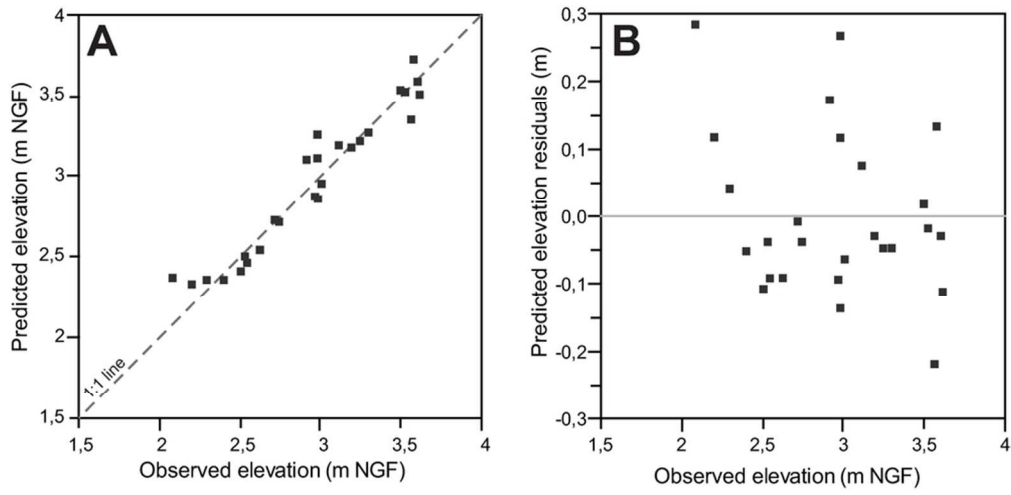 A
Predicted elevation (m NGF)
4
3,5
3
2,5
2
1,5
1:1 line
1,5 2 2,5 3 3,5 4
Observed elevation (m NGF)
B
Predicted elevation residuals (m)
0,3
0,2
0,1
0,0
-0,1
-0,2
-0,3
1,5 2 2,5 3 3,5 4
Observed elevation (m NGF)